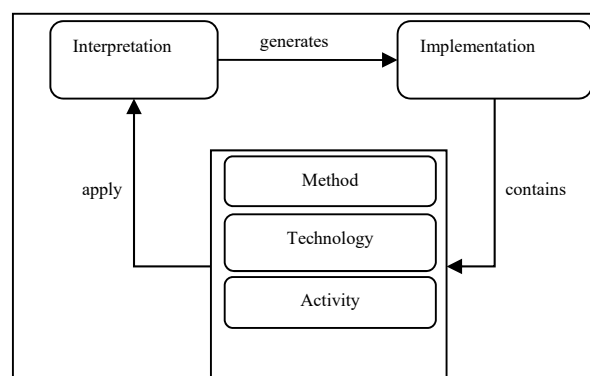 Interpretation
generates
Implementation
apply
contains
Method
Technology
Activity